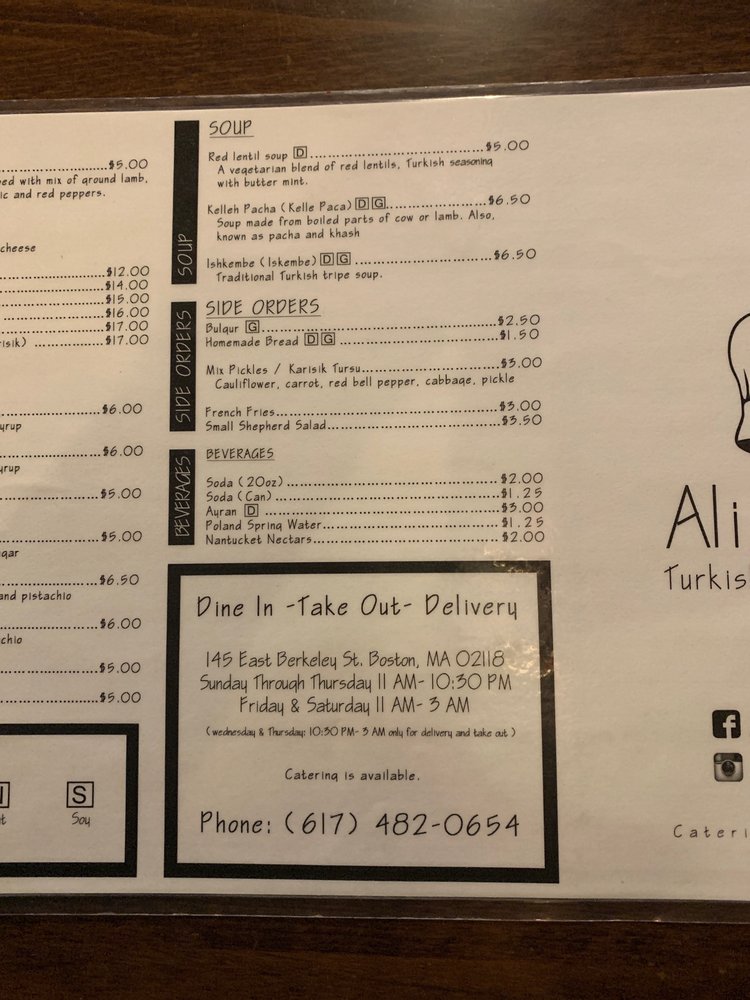 $5.00
ped with mix of ground lamb,
ic and red peppers.
cheese
$12.00
$14.00
$15.00
$16.00
$17.00
risik) $17.00
$6.00
yrup
$6.00
yrup
$5.00
$5.00
gar
$6.50
and pistachio
$6.00
chio
$5.00
$5.00
S
Soy
SOUP
SOUP
Red lentil soup D $5.00
A vegetarian blend of red lentils, Turkish seasoning
with butter mint.
Kelleh Pacha (Kelle Paca) D G $6.50
Soup made from boiled parts of cow or lamb. Also,
known as pacha and khash
Ishkembe (Iskembe) D G $6.50
Traditional Turkish tripe soup.
SIDE ORDERS
SIDE ORDERS
Bulgur G $2.50
Homemade Bread D G $1.50
Mix Pickles / Karisik Tursu $3.00
Cauliflower, carrot, red bell pepper, cabbage, pickle
French Fries $3.00
Small Shepherd Salad $3.50
BEVERAGES
BEVERAGES
Soda (20oz) $2.00
Soda (Can) $1.25
Ayran D $3.00
Poland Spring Water $1.25
Nantucket Nectars $2.00
Dine In -Take Out- Delivery
145 East Berkeley St. Boston, MA 02118
Sunday Through Thursday 11 AM- 10:30 PM
Friday & Saturday 11 AM- 3 AM
(wednesday & Thursday: 10:30 PM- 3 AM only for delivery and take out)
Catering is available.
Phone: (617) 482-0654
Ali
Turkis
Cateri